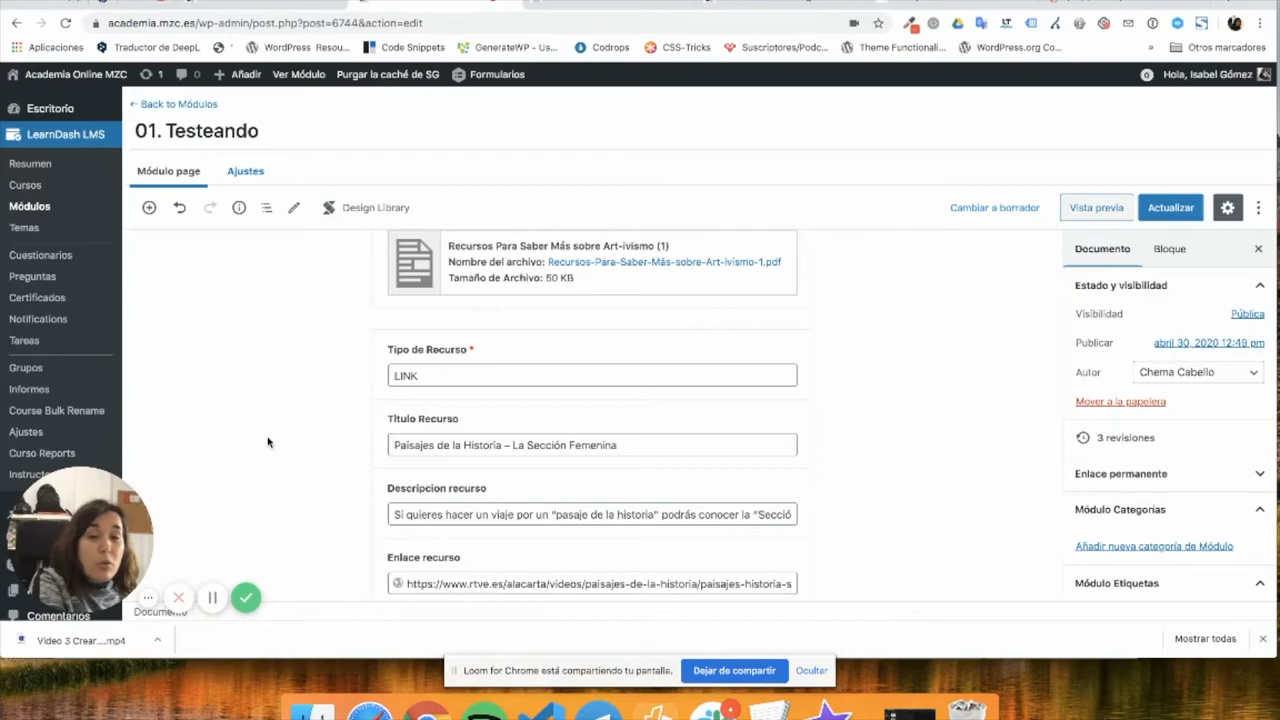 academia.mzc.es/wp-admin/post.php?post=6744&action=edit
Aplicaciones Traductor de DeepL WordPress Resou... Code Snippets GenerateWP - Us... Codrops CSS-Tricks Suscriptores/Podc... Theme Functionali... WordPress.org Co... » Otros marcadores
Academia Online MZC 1 0 Añadir Ver Módulo Purgar la caché de SG Formularios 0 Hola, Isabel Gómez
Escritorio
LearnDash LMS
Resumen
Cursos
Módulos
Temas
Cuestionarios
Preguntas
Certificados
Notifications
Tareas
Grupos
Informes
Course Bulk Rename
Ajustes
Curso Reports
Instruct
Comentarios
← Back to Módulos
01. Testeando
Módulo page Ajustes
Design Library
Cambiar a borrador Vista previa Actualizar
Recursos Para Saber Más sobre Art-ivismo (1)
Nombre del archivo: Recursos-Para-Saber-Más-sobre-Art-ivismo-1.pdf
Tamaño de Archivo: 50 KB
Tipo de Recurso *
LINK
Titulo Recurso
Paisajes de la Historia – La Sección Femenina
Descripcion recurso
Si quieres hacer un viaje por un "pasaje de la historia" podrás conocer la "Secció
Enlace recurso
https://www.rtve.es/alacarta/videos/paisajes-de-la-historia/paisajes-historia-s
Documento
Documento Bloque
Estado y visibilidad
Visibilidad Pública
Publicar abril 30, 2020 12:49 pm
Autor Chema Cabello
Mover a la papelera
3 revisiones
Enlace permanente
Módulo Categorías
Añadir nueva categoría de Módulo
Módulo Etiquetas
Video 3 Crear....mp4
Mostrar todas
Loom for Chrome está compartiendo tu pantalla. Dejar de compartir Ocultar